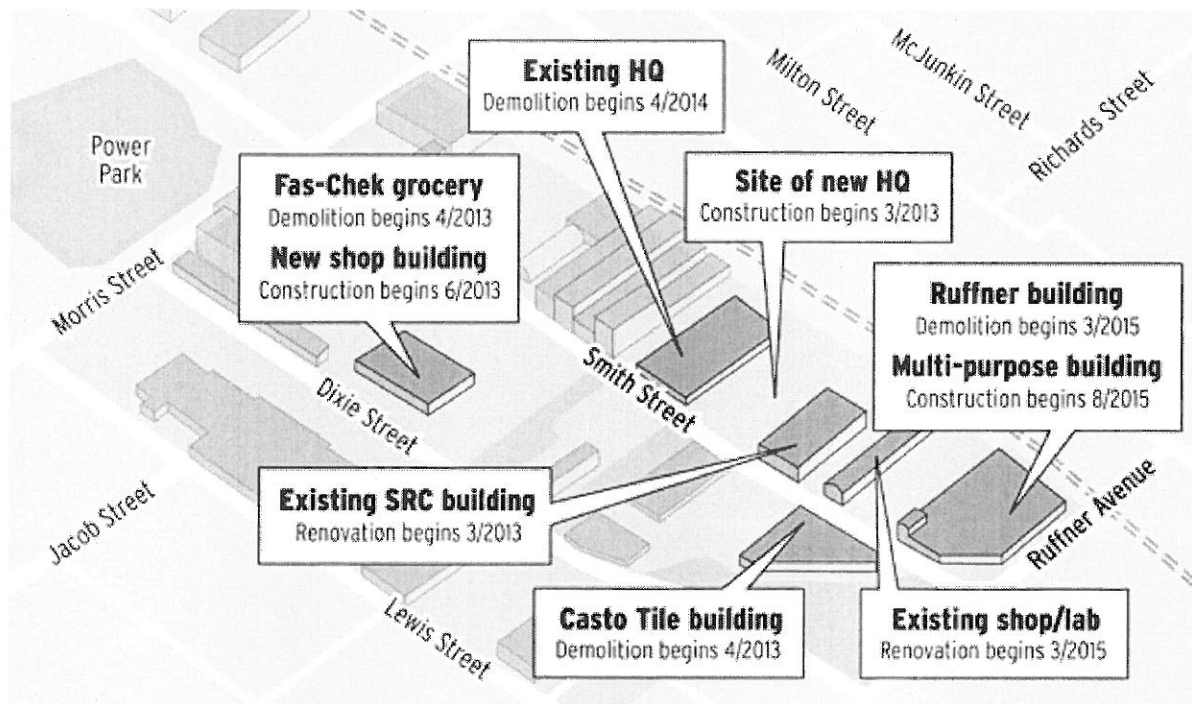 Existing HQ
Demolition begins 4/2014
Milton Street
McJunkin Street
Richards Street
Power
Park
Fas-Chek grocery
Demolition begins 4/2013
New shop building
Construction begins 6/2013
Site of new HQ
Construction begins 3/2013
Morris Street
Ruffner building
Demolition begins 3/2015
Multi-purpose building
Construction begins 8/2015
Smith Street
Dixie Street
Existing SRC building
Renovation begins 3/2013
Jacob Street
Ruffner Avenue
Lewis Street
Casto Tile building
Demolition begins 4/2013
Existing shop/lab
Renovation begins 3/2015